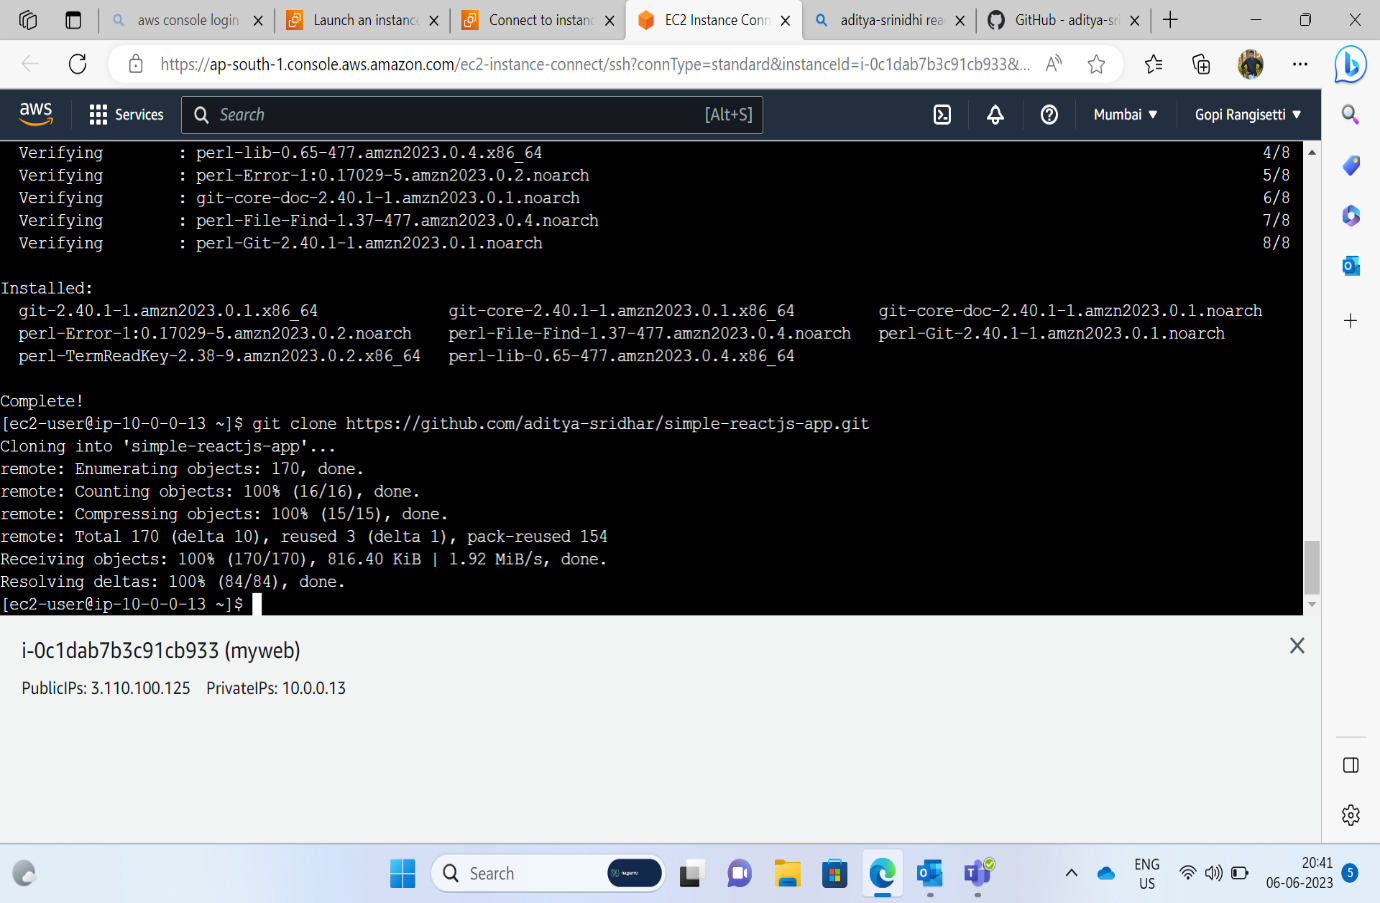 aws console login
Launch an instanc
Connect to instanc
EC2 Instance Conn
aditya-srinidhi rea
GitHub - aditya-sri
https://ap-south-1.console.aws.amazon.com/ec2-instance-connect/ssh?connType=standard&instanceId=i-0c1dab7b3c91cb933&...
aws
Services
Search
[Alt+S]
Mumbai ▼
Gopi Rangisetti ▼
Verifying : perl-lib-0.65-477.amzn2023.0.4.x86_64 4/8
Verifying : perl-Error-1:0.17029-5.amzn2023.0.2.noarch 5/8
Verifying : git-core-doc-2.40.1-1.amzn2023.0.1.noarch 6/8
Verifying : perl-File-Find-1.37-477.amzn2023.0.4.noarch 7/8
Verifying : perl-Git-2.40.1-1.amzn2023.0.1.noarch 8/8
Installed:
git-2.40.1-1.amzn2023.0.1.x86_64 git-core-2.40.1-1.amzn2023.0.1.x86_64 git-core-doc-2.40.1-1.amzn2023.0.1.noarch
perl-Error-1:0.17029-5.amzn2023.0.2.noarch perl-File-Find-1.37-477.amzn2023.0.4.noarch perl-Git-2.40.1-1.amzn2023.0.1.noarch
perl-TermReadKey-2.38-9.amzn2023.0.2.x86_64 perl-lib-0.65-477.amzn2023.0.4.x86_64
Complete!
[ec2-user@ip-10-0-0-13 ~]$ git clone https://github.com/aditya-sridhar/simple-reactjs-app.git
Cloning into 'simple-reactjs-app'...
remote: Enumerating objects: 170, done.
remote: Counting objects: 100% (16/16), done.
remote: Compressing objects: 100% (15/15), done.
remote: Total 170 (delta 10), reused 3 (delta 1), pack-reused 154
Receiving objects: 100% (170/170), 816.40 KiB | 1.92 MiB/s, done.
Resolving deltas: 100% (84/84), done.
[ec2-user@ip-10-0-0-13 ~]$
i-0c1dab7b3c91cb933 (myweb)
PublicIPs: 3.110.100.125 PrivateIPs: 10.0.0.13
Search
ENG
US
20:41
06-06-2023
5